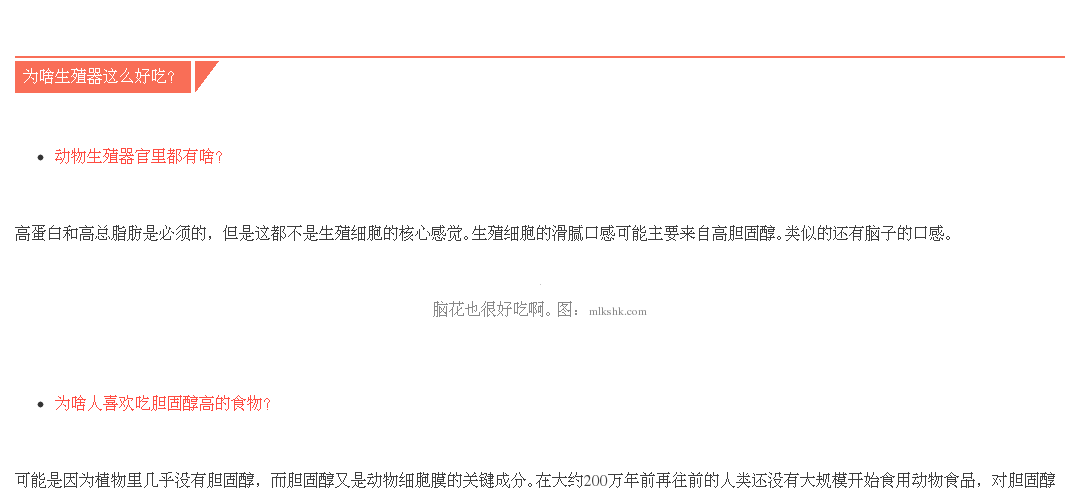 为啥生殖器这么好吃？
动物生殖器官里都有啥？
高蛋白和高总脂肪是必须的，但是这都不是生殖细胞的核心感觉。生殖细胞的滑腻口感可能主要来自高胆固醇。类似的还有脑子的口感。
脑花也很好吃啊。图：mlkshk.com
为啥人喜欢吃胆固醇高的食物？
可能是因为植物里几乎没有胆固醇，而胆固醇又是动物细胞膜的关键成分。在大约200万年前再往前的人类还没有大规模开始食用动物食品，对胆固醇